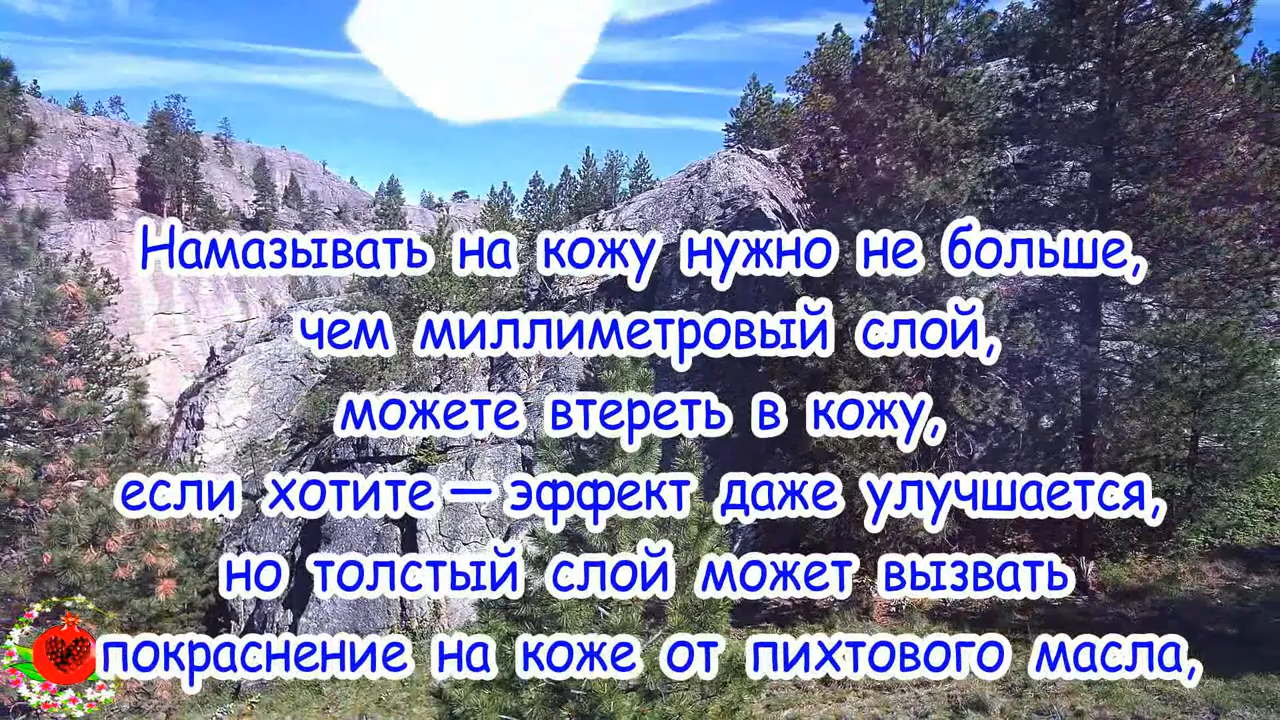 Намазывать на кожу нужно не больше,
чем миллиметровый слой,
можете втереть в кожу,
если хотите — эффект даже улучшается,
но толстый слой может вызвать
покраснение на коже от пихтового масла,